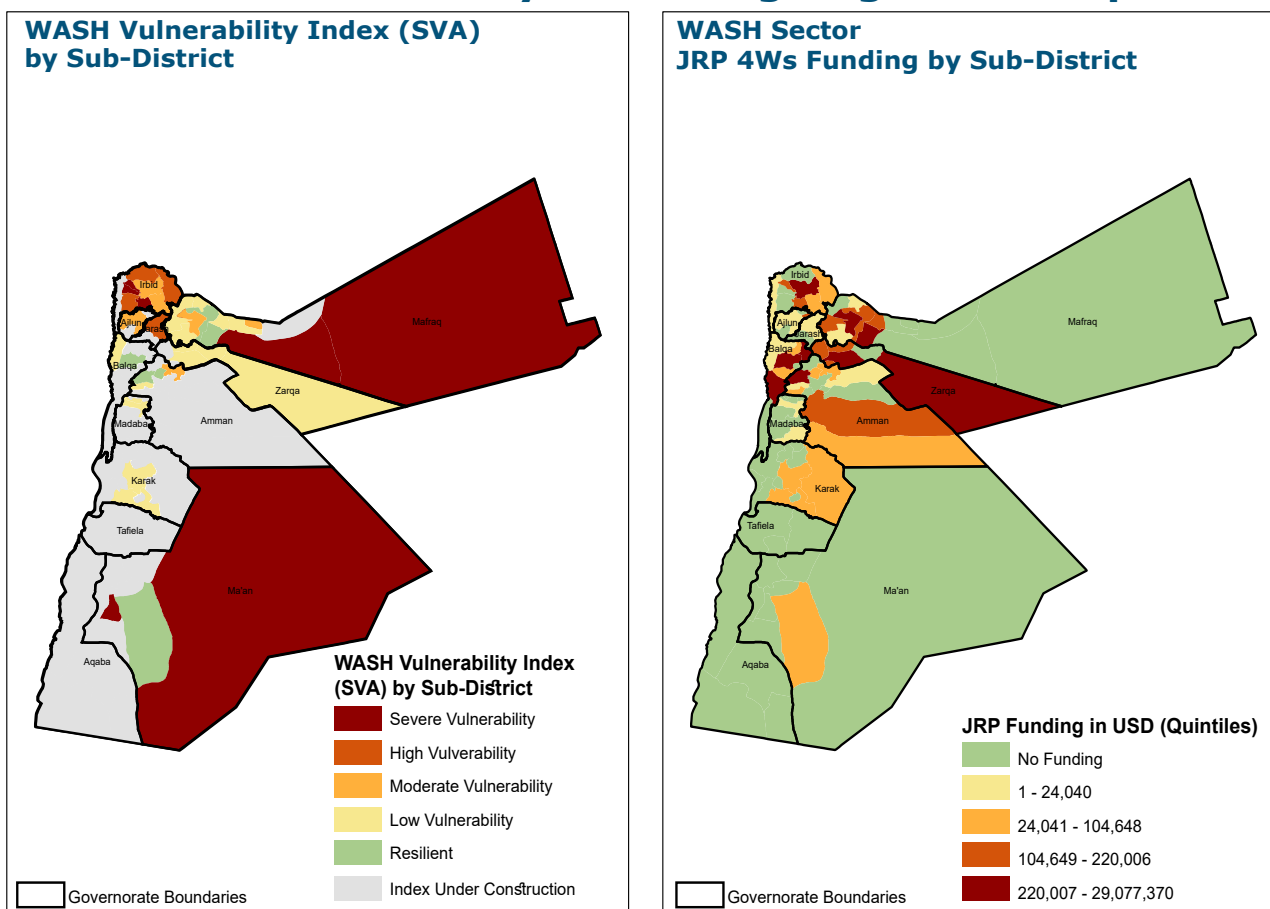 WASH Vulnerability Index (SVA)
by Sub-District
Irbid
Ajlun
Jarash
Balqa
Mafraq
Zarqa
Amman
Madaba
Karak
Tafiela
Ma'an
Aqaba
WASH Vulnerability Index
(SVA) by Sub-District
Severe Vulnerability
High Vulverability
Moderate Vulnerability
Low Vulnerability
Resilient
Index Under Construction
Governorate Boundaries
WASH Sector
JRP 4Ws Funding by Sub-District
Irbid
Ajlun
Jarash
Balqa
Mafraq
Zarqa
Amman
Madaba
Karak
Tafiela
Ma'an
Aqaba
JRP Funding in USD (Quintiles)
No Funding
1 - 24,040
24,041 - 104,648
104,649 - 220,006
220,007 - 29,077,370
Governorate Boundaries